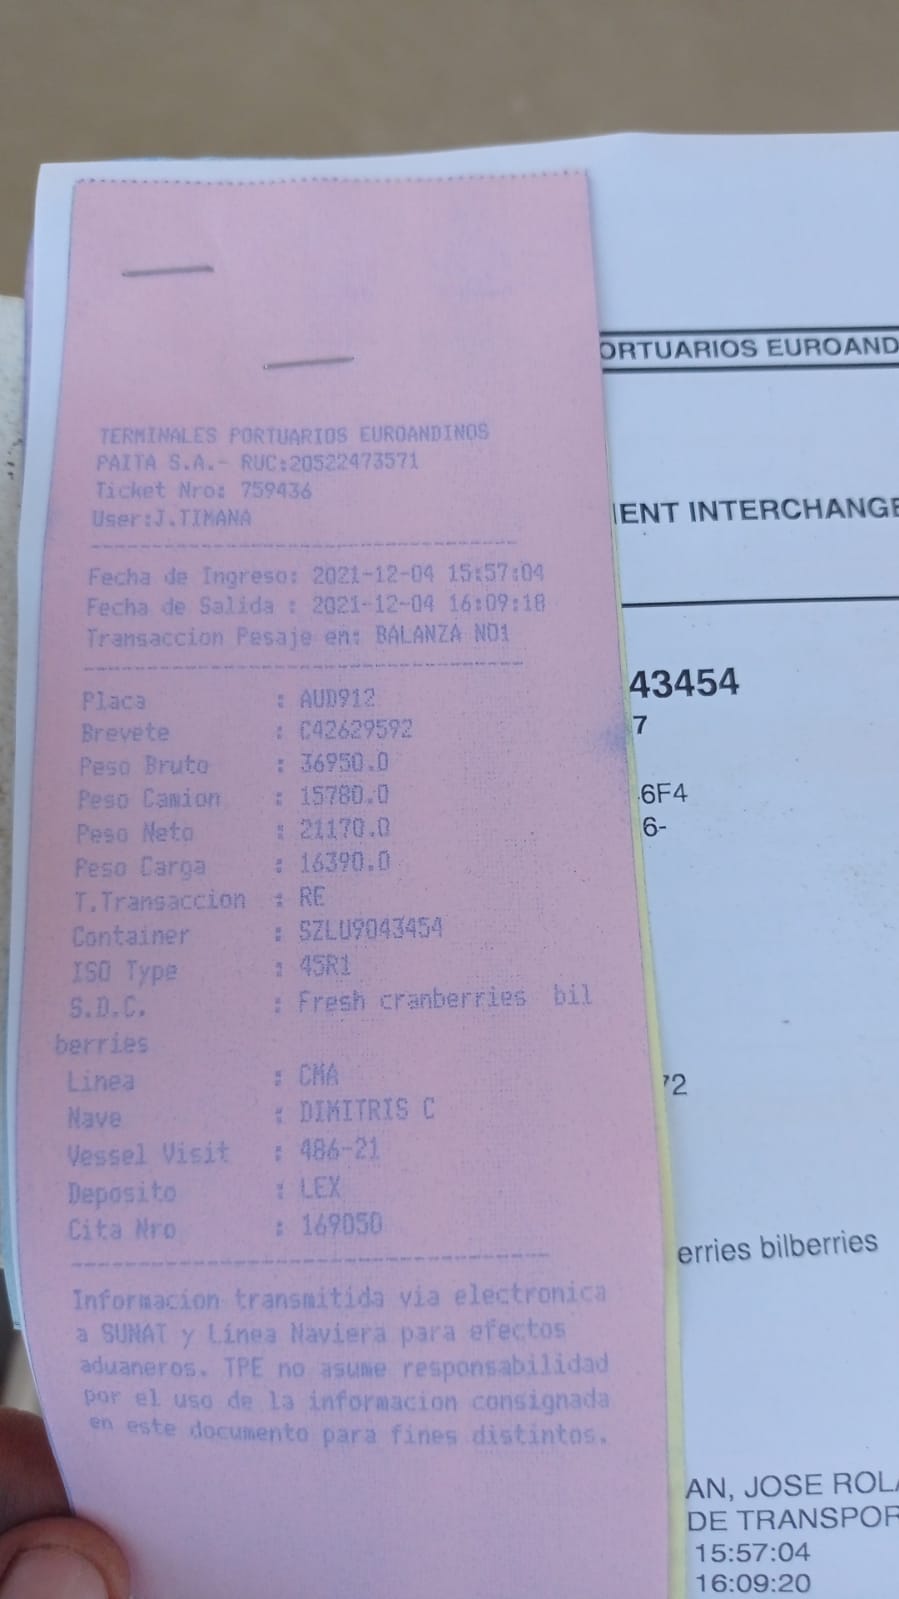 TERMINALES PORTUARIOS EUROANDINOS
PAITA S.A.- RUC:20522473571
Ticket Nro: 759436
User:J.TIMANA
Fecha de Ingreso: 2021-12-04 15:57:04
Fecha de Salida : 2021-12-04 16:09:18
Transaccion Pesaje en: BALANZA NO1
Placa : AUD912
Brevete : C42629592
Peso Bruto : 36950.0
Peso Camion : 15780.0
Peso Neto : 21170.0
Peso Carga : 16390.0
T.Transaccion : RE
Container : SZLU9043454
ISO Type : 45R1
S.D.C. : Fresh cranberries bil
berries
Linea : CMA
Nave : DIMITRIS C
Vessel Visit : 486-21
Deposito : LEX
Cita Nro : 169050
Informacion transmitida via electronica
a SUNAT y Linea Naviera para efectos
aduaneros. TPE no asume responsabilidad
por el uso de la informacion consignada
en este documento para fines distintos.
ORTUARIOS EUROAND
ENT INTERCHANGE
43454
7
6F4
6-
72
erries bilberries
AN, JOSE ROLA
DE TRANSPOR
15:57:04
16:09:20